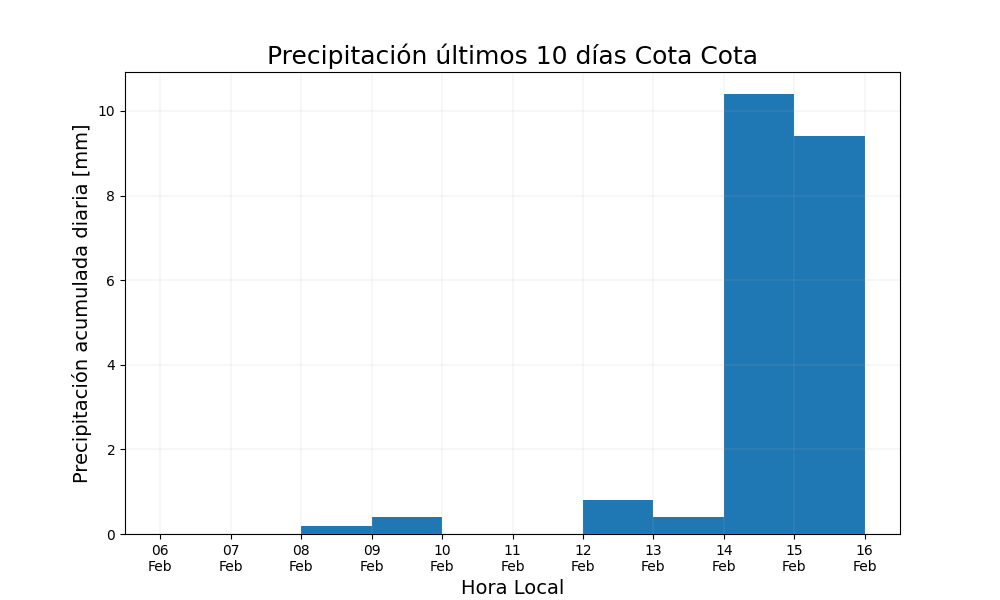 Precipitación últimos 10 días Cota Cota
Precipitación acumulada diaria [mm]
10
8
6
4
2
0
06 07 08 09 10 11 12 13 14 15 16
Feb Feb Feb Feb Feb Feb Feb Feb Feb Feb Feb
Hora Local